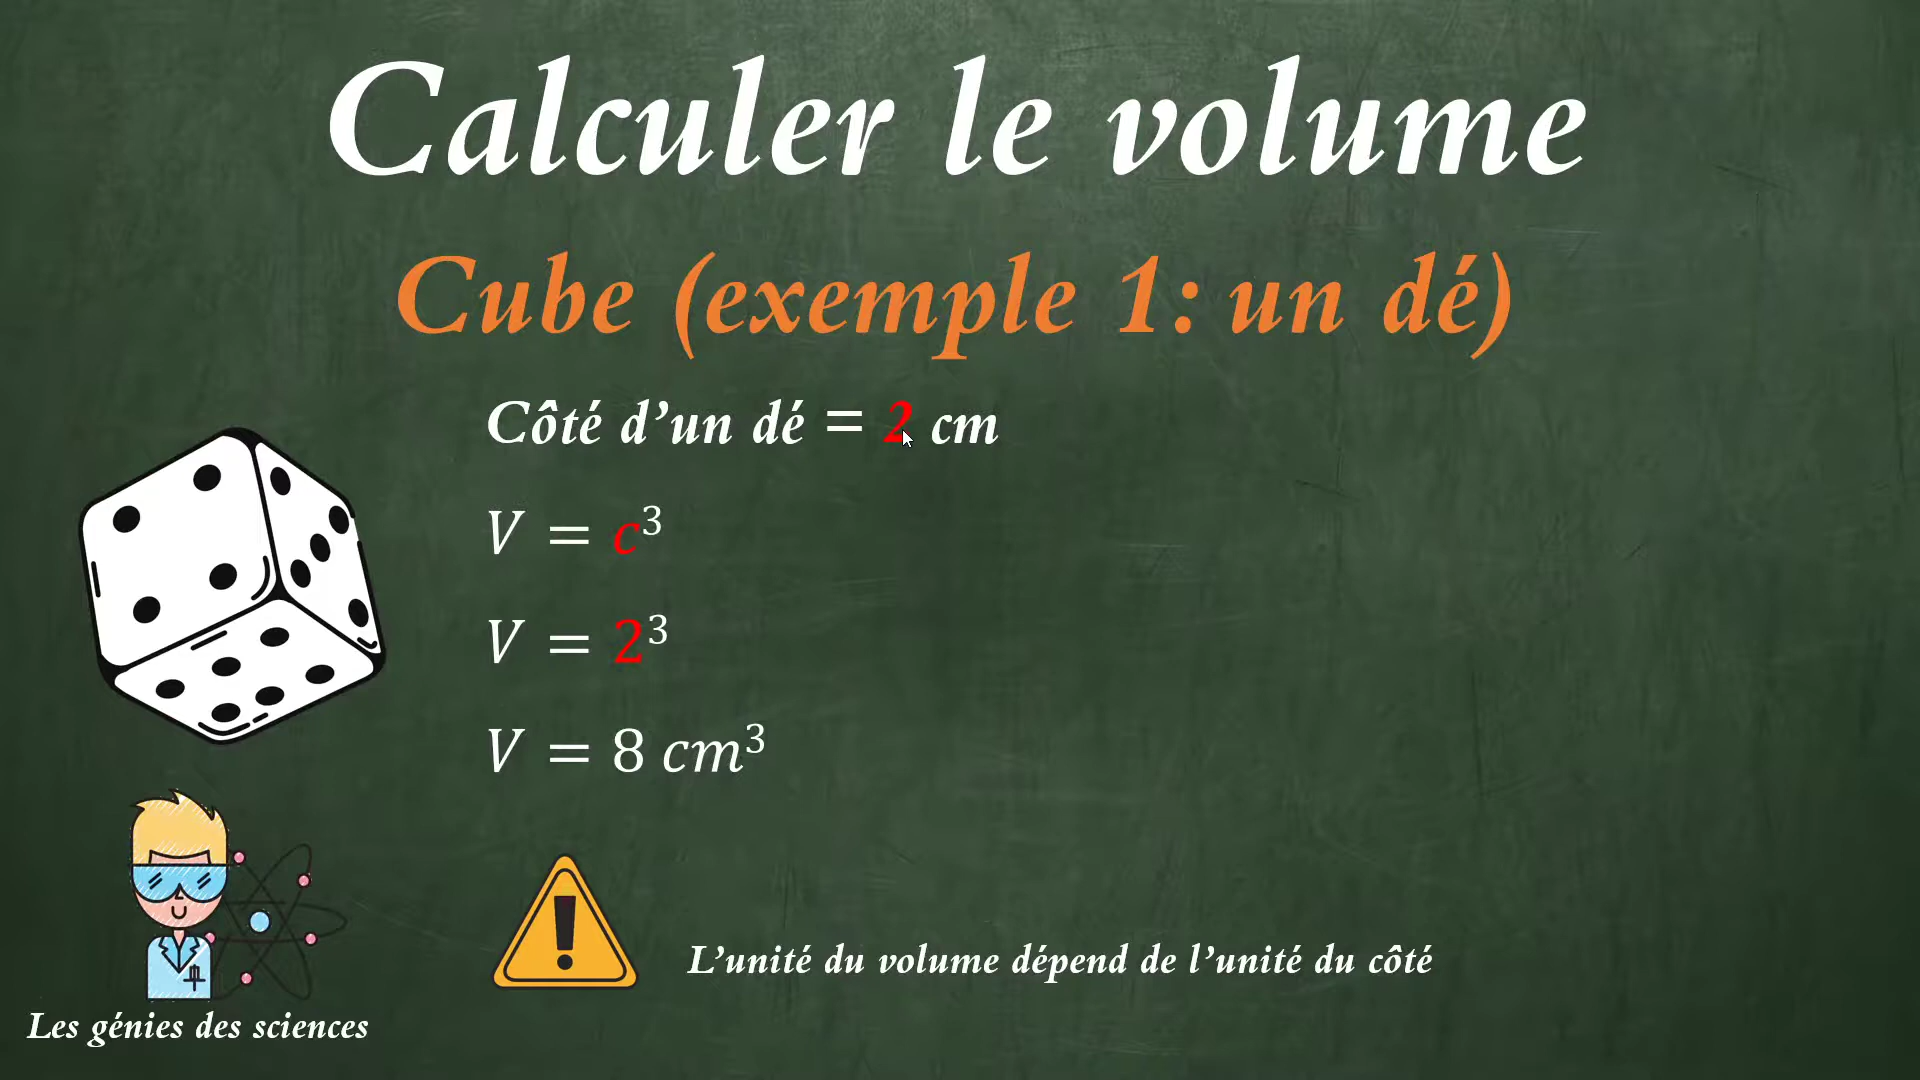 Calculer le volume
Cube (exemple 1: un dé)
Côté d’un dé = 2 cm
V = c³
V = 2³
V = 8 cm³
L’unité du volume dépend de l’unité du côté
Les génies des sciences